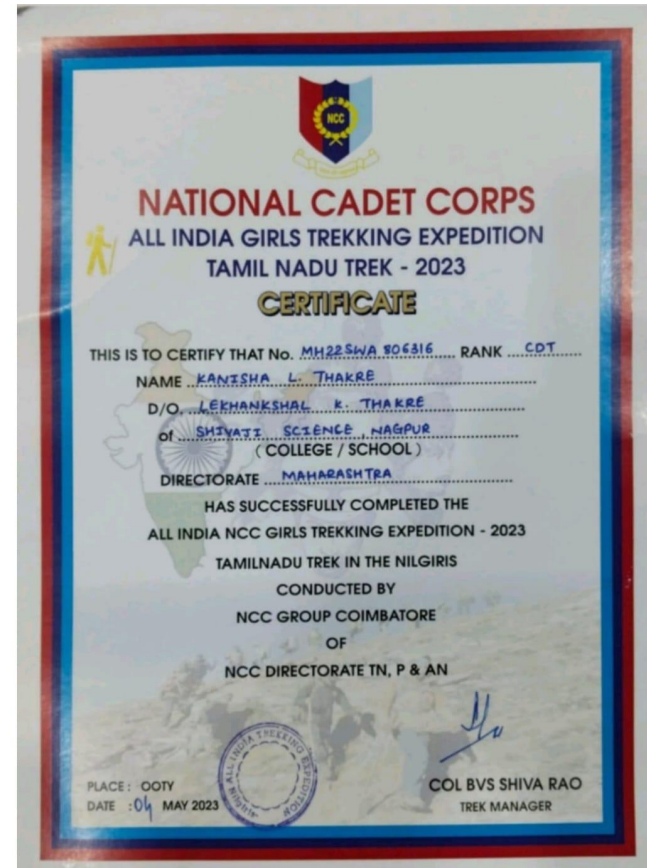 NCC
NATIONAL CADET CORPS
ALL INDIA GIRLS TREKKING EXPEDITION
TAMIL NADU TREK - 2023
CERTIFICATE
THIS IS TO CERTIFY THAT No. MH22SWA 806316 RANK CDT
NAME KANISHA L. THAKRE
D/O. LEKHANKSHAL K. THAKRE
of SHIVAJI SCIENCE, NAGPUR
( COLLEGE / SCHOOL )
DIRECTORATE MAHARASHTRA
HAS SUCCESSFULLY COMPLETED THE
ALL INDIA NCC GIRLS TREKKING EXPEDITION - 2023
TAMILNADU TREK IN THE NILGIRIS
CONDUCTED BY
NCC GROUP COIMBATORE
OF
NCC DIRECTORATE TN, P & AN
ALL INDIA TREKKING EXPEDITION
Nilgiris
PLACE : OOTY
DATE : 04 MAY 2023
COL BVS SHIVA RAO
TREK MANAGER